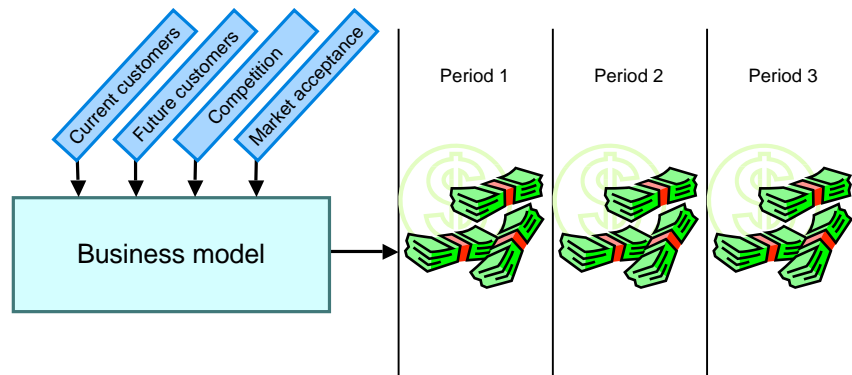 Current customers
Future customers
Competition
Market acceptance
Business model
Period 1
Period 2
Period 3